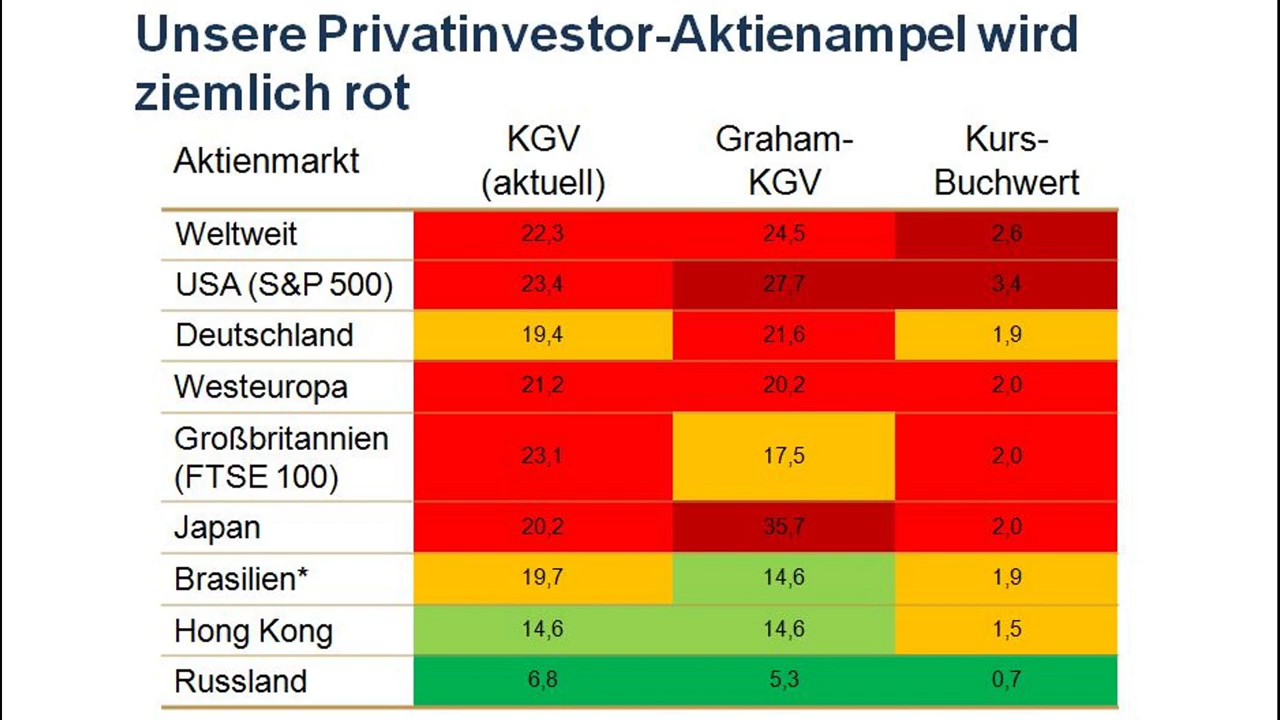 Unsere Privatinvestor-Aktienampel wird
ziemlich rot
Aktienmarkt KGV (aktuell) Graham-KGV Kurs-Buchwert
Weltweit 22,3 24,5 2,6
USA (S&P 500) 23,4 27,7 3,4
Deutschland 19,4 21,6 1,9
Westeuropa 21,2 20,2 2,0
Großbritannien (FTSE 100) 23,1 17,5 2,0
Japan 20,2 35,7 2,0
Brasilien* 19,7 14,6 1,9
Hong Kong 14,6 14,6 1,5
Russland 6,8 5,3 0,7